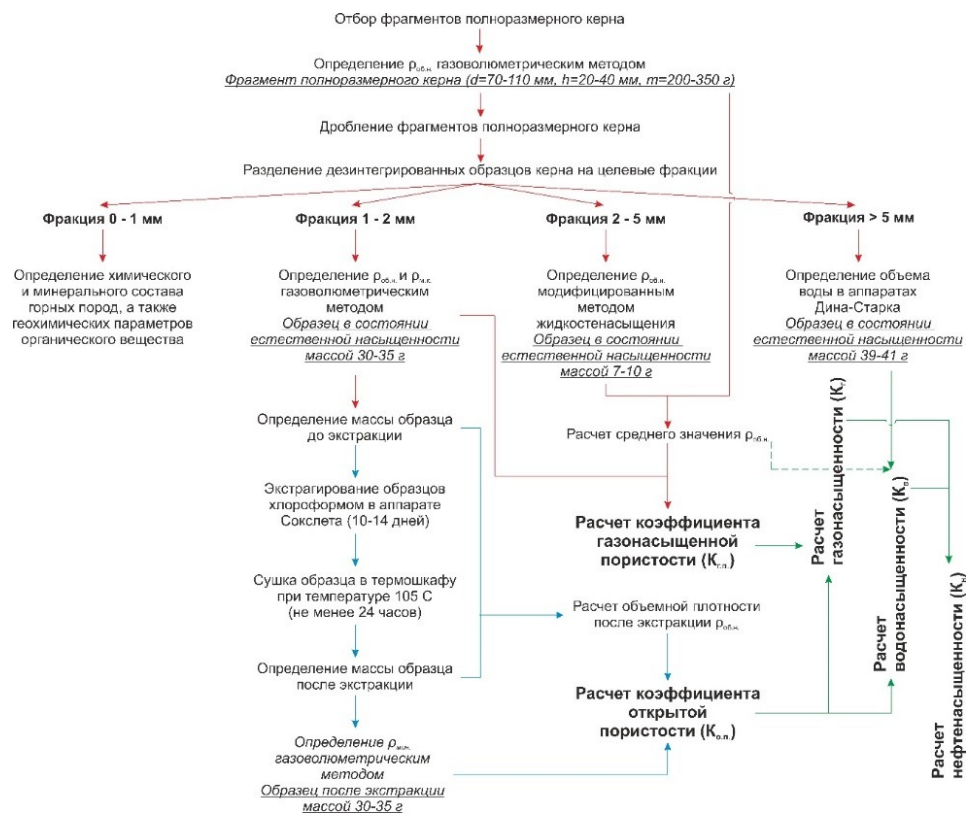 Отбор фрагментов полноразмерного керна
Определение ρоб.н. газоволюметрическим методом
Фрагмент полноразмерного керна (d=70-110 мм, h=20-40 мм, m=200-350 г)
Дробление фрагментов полноразмерного керна
Разделение дезинтегрированных образцов керна на целевые фракции
Фракция 0 - 1 мм
Определение химического
и минерального состава
горных пород, а также
геохимических параметров
органического вещества
Фракция 1 - 2 мм
Определение ρоб.н. и ρм.к.
газоволюметрическим
методом
Образец в состоянии
естественной насыщенности
массой 30-35 г
Фракция 2 - 5 мм
Определение ρоб.н.
модифицированным
методом
жидкостенасыщения
Образец в состоянии
естественной насыщенности
массой 7-10 г
Фракция > 5 мм
Определение объема
воды в аппаратах
Дина-Старка
Образец в состоянии
естественной насыщенности
массой 39-41 г
Определение массы образца
до экстракции
Экстрагирование образцов
хлороформом в аппарате
Сокслета (10-14 дней)
Сушка образца в термошкафу
при температуре 105 С
(не менее 24 часов)
Определение массы образца
после экстракции
Определение
газоволюметрическим
методом
Образец после экстракции
массой 30-35 г
Расчет среднего значения ρоб.н.
Расчет коэффициента
газонасыщенной
пористости (Кг.п.)
Расчет объемной плотности
после экстракции ρоб.н.
Расчет коэффициента
открытой
пористости (Ко.п.)
Расчет
газонасыщенности (Кг)
Расчет
водонасыщенности (Кв)
Расчет
нефтенасыщенности (Кн)